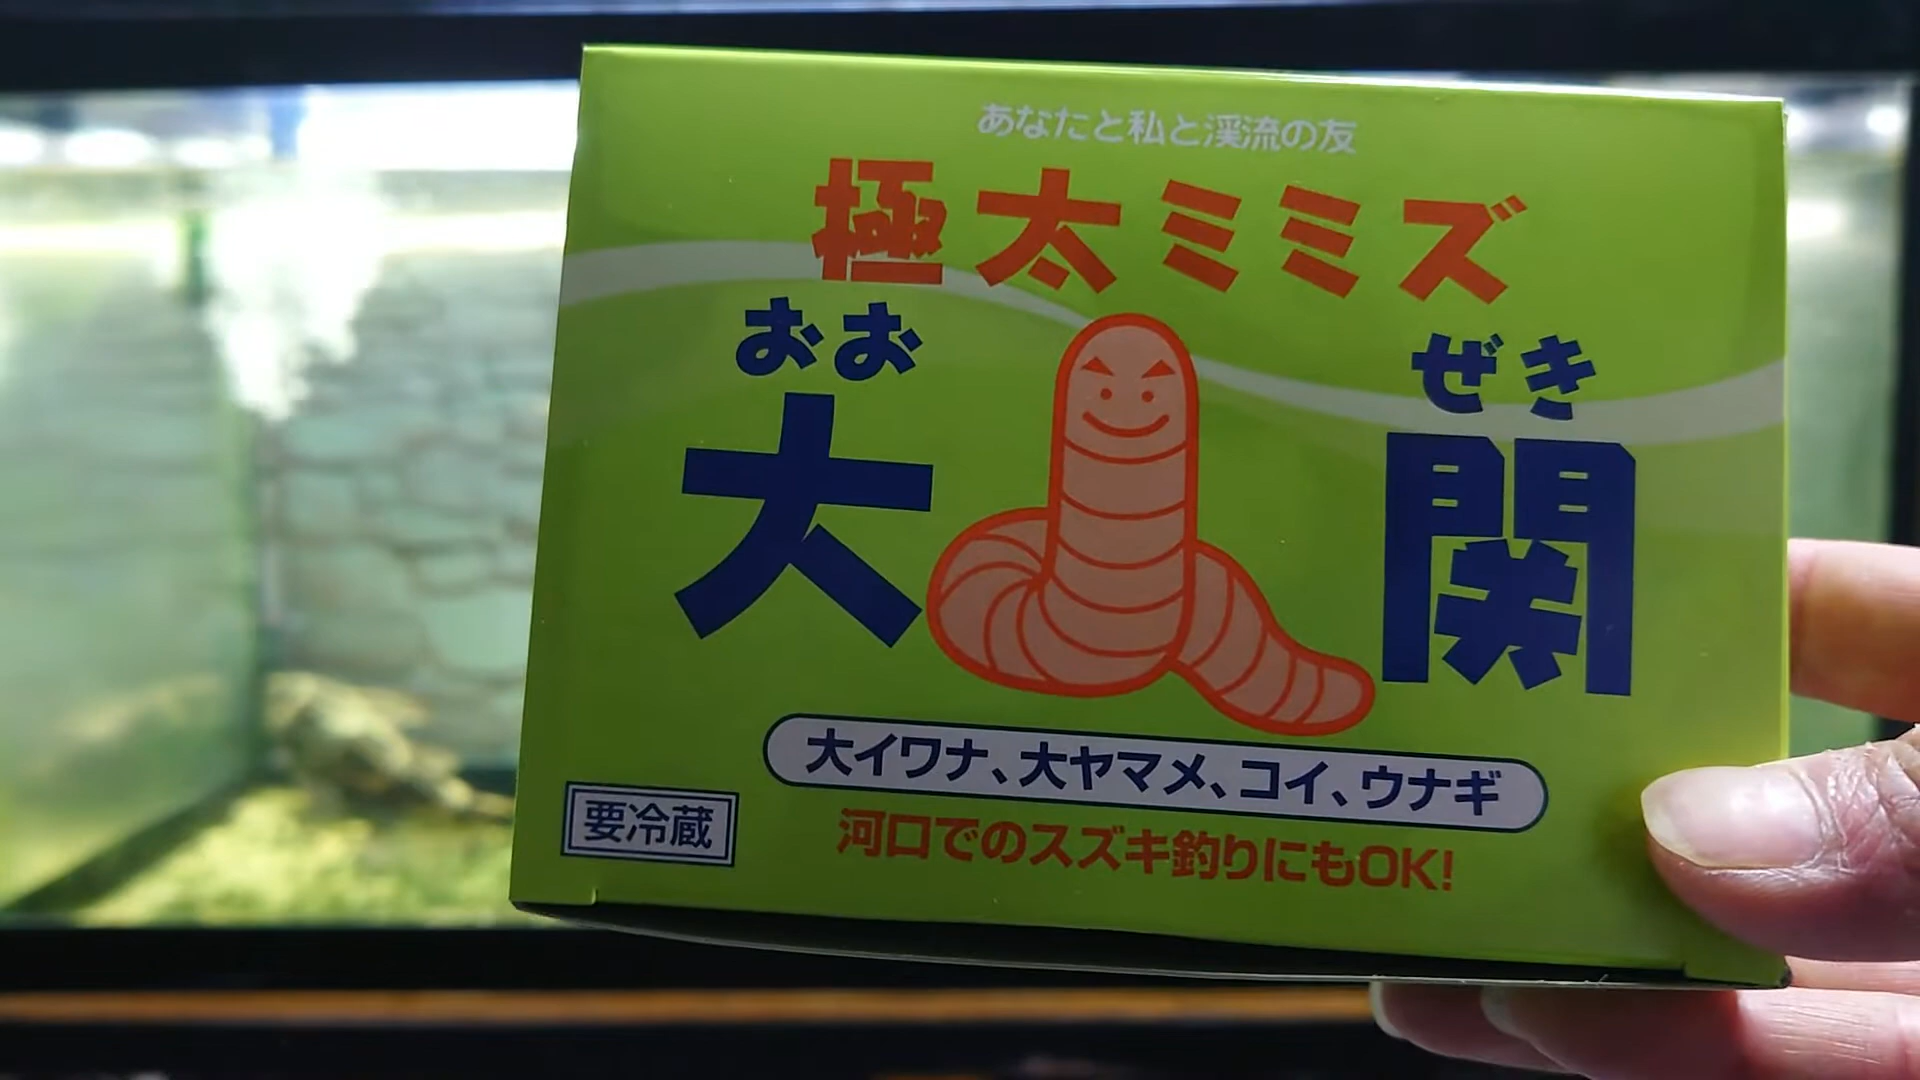 あなたと私と渓流の友
極太ミミズ
おお ぜき
大関
大イワナ、大ヤマメ、コイ、ウナギ
要冷蔵
河口でのスズキ釣りにもOK!